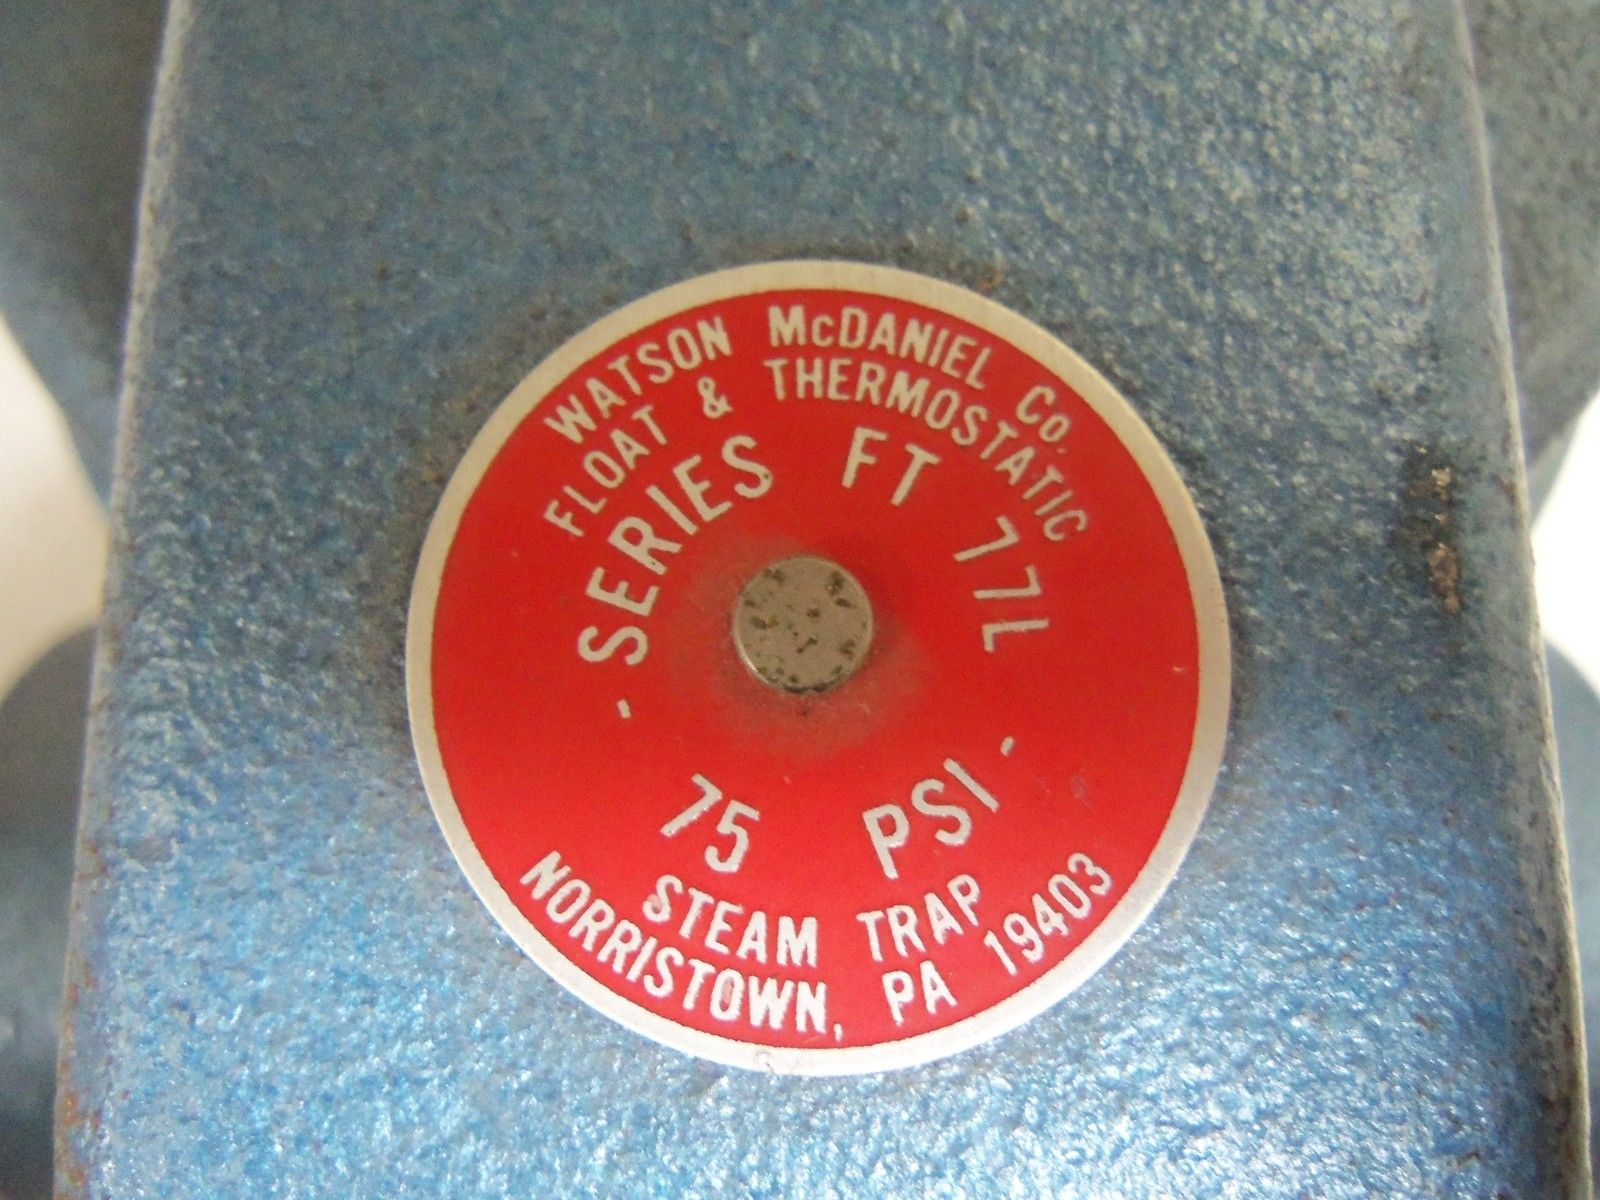 WATSON McDANIEL Co.
FLOAT & THERMOSTATIC
- SERIES FT 77L -
75 PSI
STEAM TRAP
NORRISTOWN, PA 19403